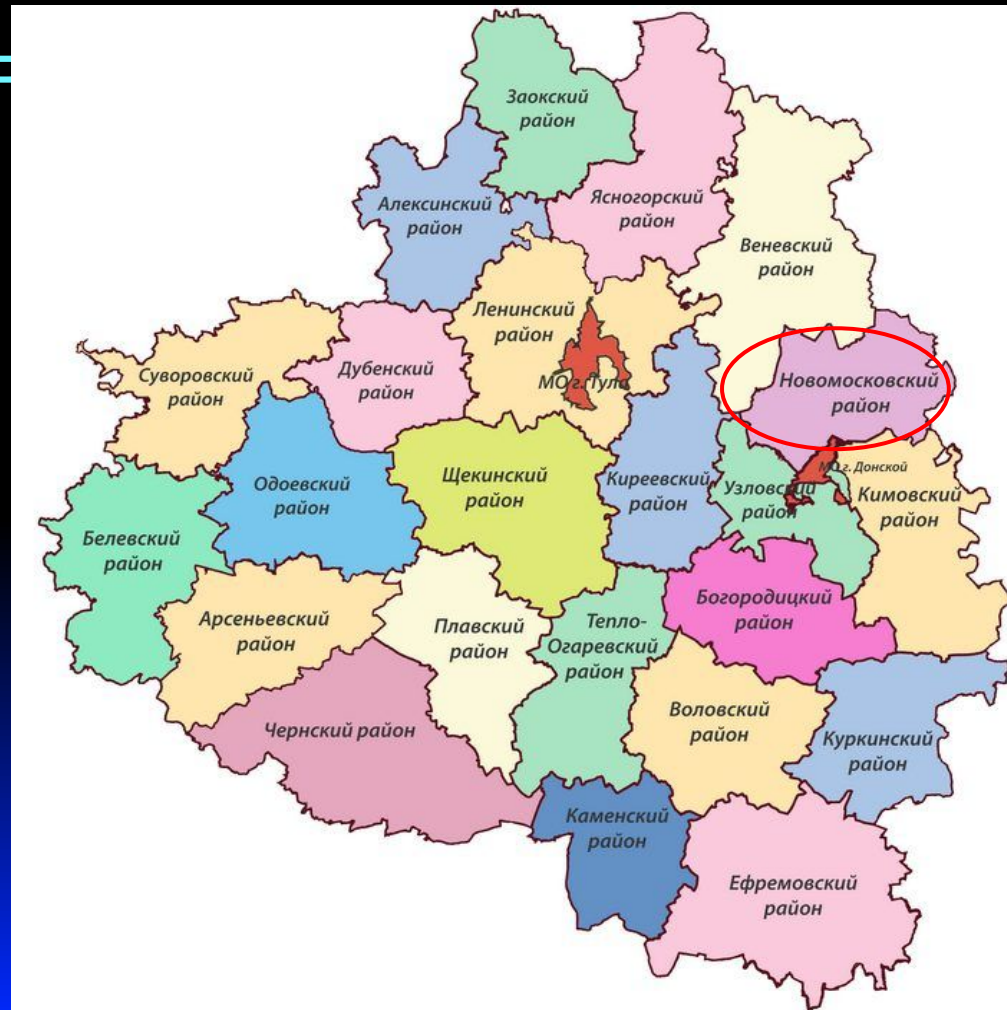 Заокский
район
Ясногорский
район
Алексинский
район
Веневский
район
Ленинский
район
МО г. Тула
Новомосковский
район
Дубенский
район
Суворовский
район
МО г. Донской
Щекинский
район
Киреевский
район
Узловский
район
Кимовский
район
Одоевский
район
Белевский
район
Богородицкий
район
Арсеньевский
район
Плавский
район
Тепло-
Огаревский
район
Воловский
район
Чернский район
Куркинский
район
Каменский
район
Ефремовский
район